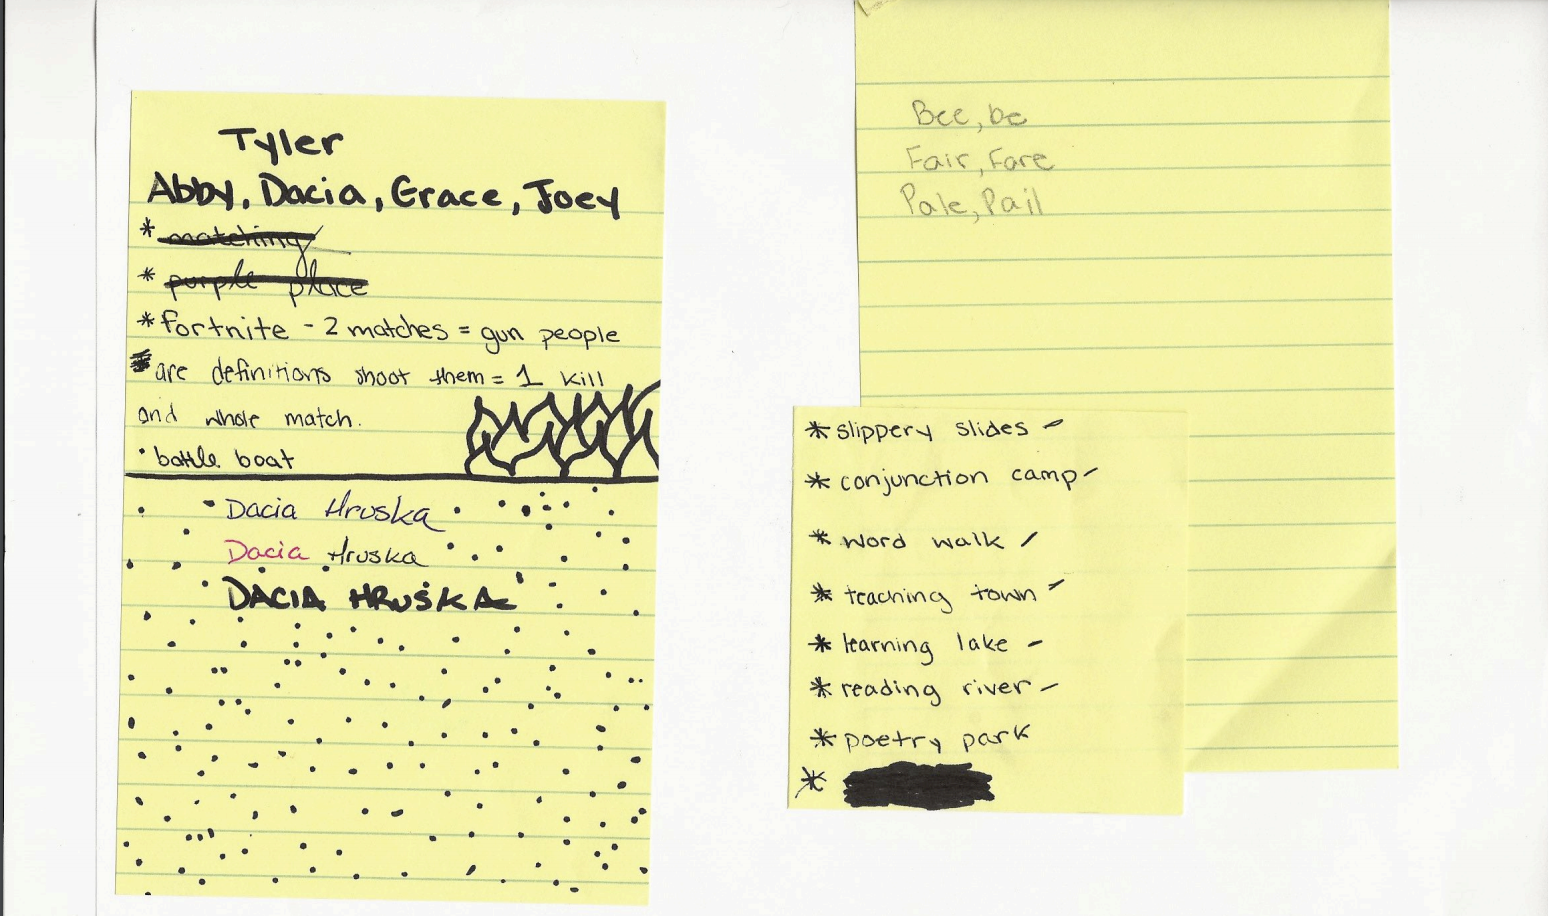 Tyler
Abby, Dacia, Grace, Joey
* matching
* purple place
* fortnite - 2 matches = gun people
are definitions shoot them = 1 kill
and whole match.
· battle boat
Dacia Hruska
Dacia Hruska
DACIA HRUSKA
Bee, be
Fair, Fare
Pale, Pail
* slippery slides -
* conjunction camp -
* word walk -
* teaching town -
* learning lake -
* reading river -
* poetry park
*